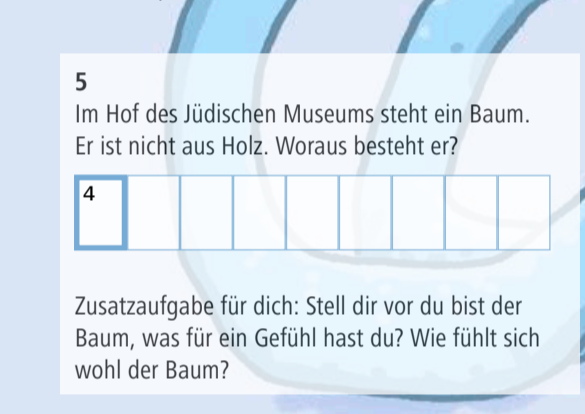 5
Im Hof des Jüdischen Museums steht ein Baum.
Er ist nicht aus Holz. Woraus besteht er?
4
Zusatzaufgabe für dich: Stell dir vor du bist der
Baum, was für ein Gefühl hast du? Wie fühlt sich
wohl der Baum?